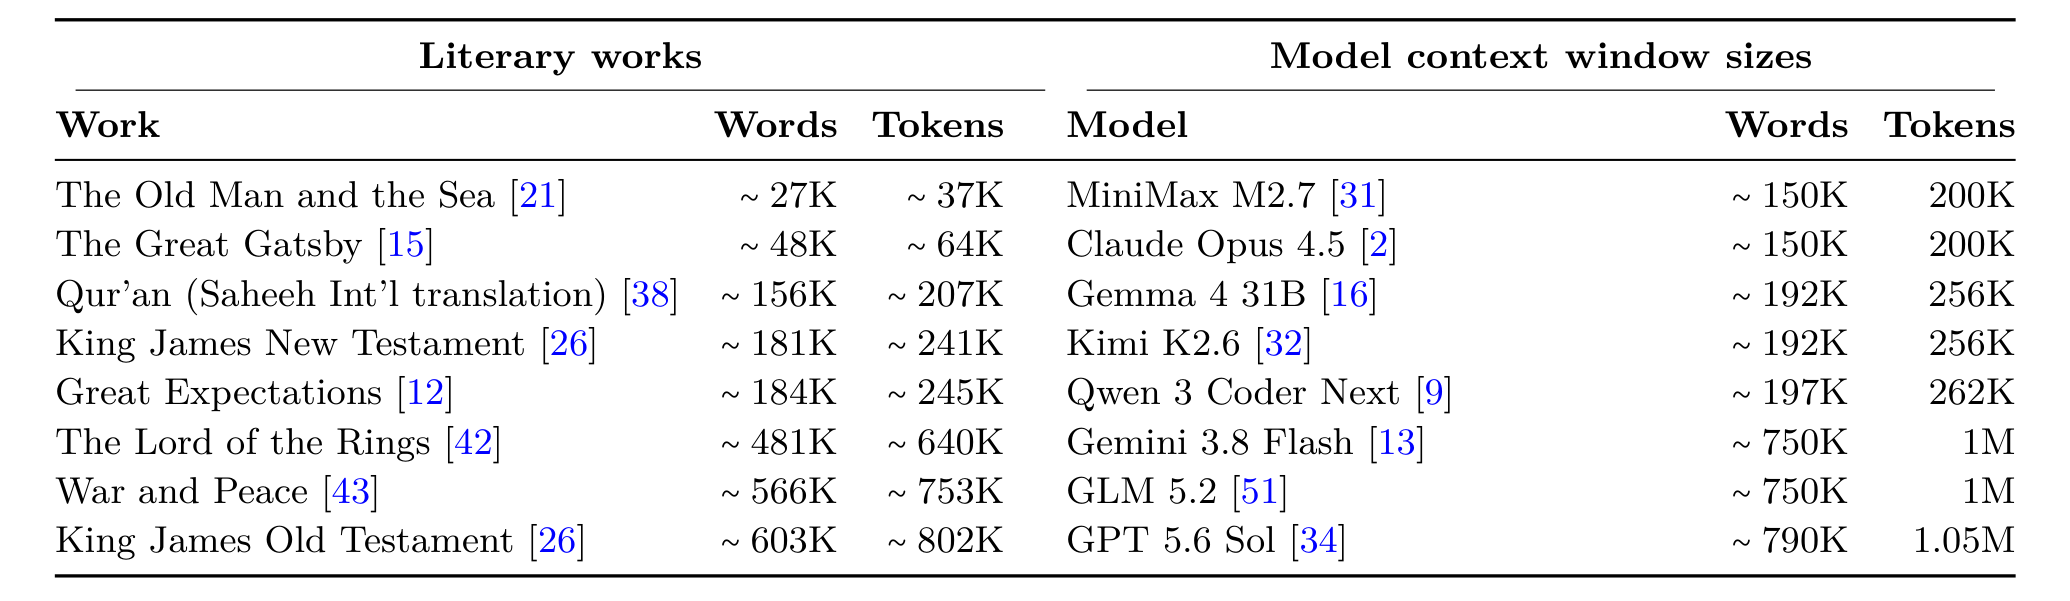 Literary works Model context window sizes
Work Words Tokens Model Words Tokens
The Old Man and the Sea [21] ~ 27K ~ 37K MiniMax M2.7 [31] ~ 150K 200K
The Great Gatsby [15] ~ 48K ~ 64K Claude Opus 4.5 [2] ~ 150K 200K
Qur'an (Saheeh Int'l translation) [38] ~ 156K ~ 207K Gemma 4 31B [16] ~ 192K 256K
King James New Testament [26] ~ 181K ~ 241K Kimi K2.6 [32] ~ 192K 256K
Great Expectations [12] ~ 184K ~ 245K Qwen 3 Coder Next [9] ~ 197K 262K
The Lord of the Rings [42] ~ 481K ~ 640K Gemini 3.8 Flash [13] ~ 750K 1M
War and Peace [43] ~ 566K ~ 753K GLM 5.2 [51] ~ 750K 1M
King James Old Testament [26] ~ 603K ~ 802K GPT 5.6 Sol [34] ~ 790K 1.05M